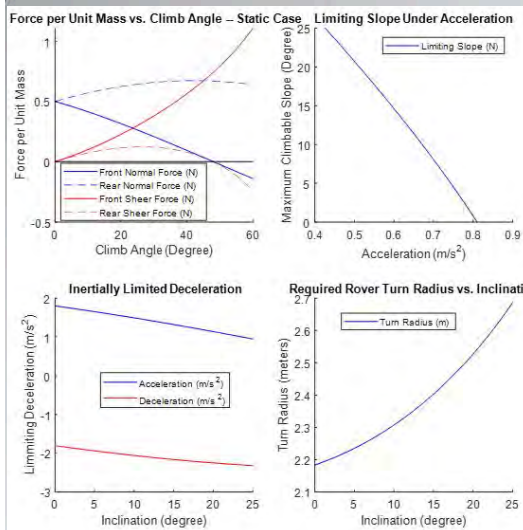 Force per Unit Mass vs. Climb Angle – Static Case
1
0.5
0
-0.5
Force per Unit Mass
Front Normal Force (N)
Rear Normal Force (N)
Front Sheer Force (N)
Rear Sheer Force (N)
0 20 40 60
Climb Angle (Degree)
Limiting Slope Under Acceleration
25
20
15
10
5
0
Maximum Climbable Slope (Degree)
Limiting Slope (N)
0.4 0.5 0.6 0.7 0.8 0.9
Acceleration (m/s²)
Inertially Limited Deceleration
2
1
0
-1
-2
-3
Limmiting Deceleration (m/s²)
Acceleration (m/s²)
Deceleration (m/s²)
0 5 10 15 20 25
Inclination (degree)
Required Rover Turn Radius vs. Inclinati
2.7
2.6
2.5
2.4
2.3
2.2
2.1
Turn Radius (meters)
Turn Radius (m)
0 5 10 15 20 25
Inclination (degree)